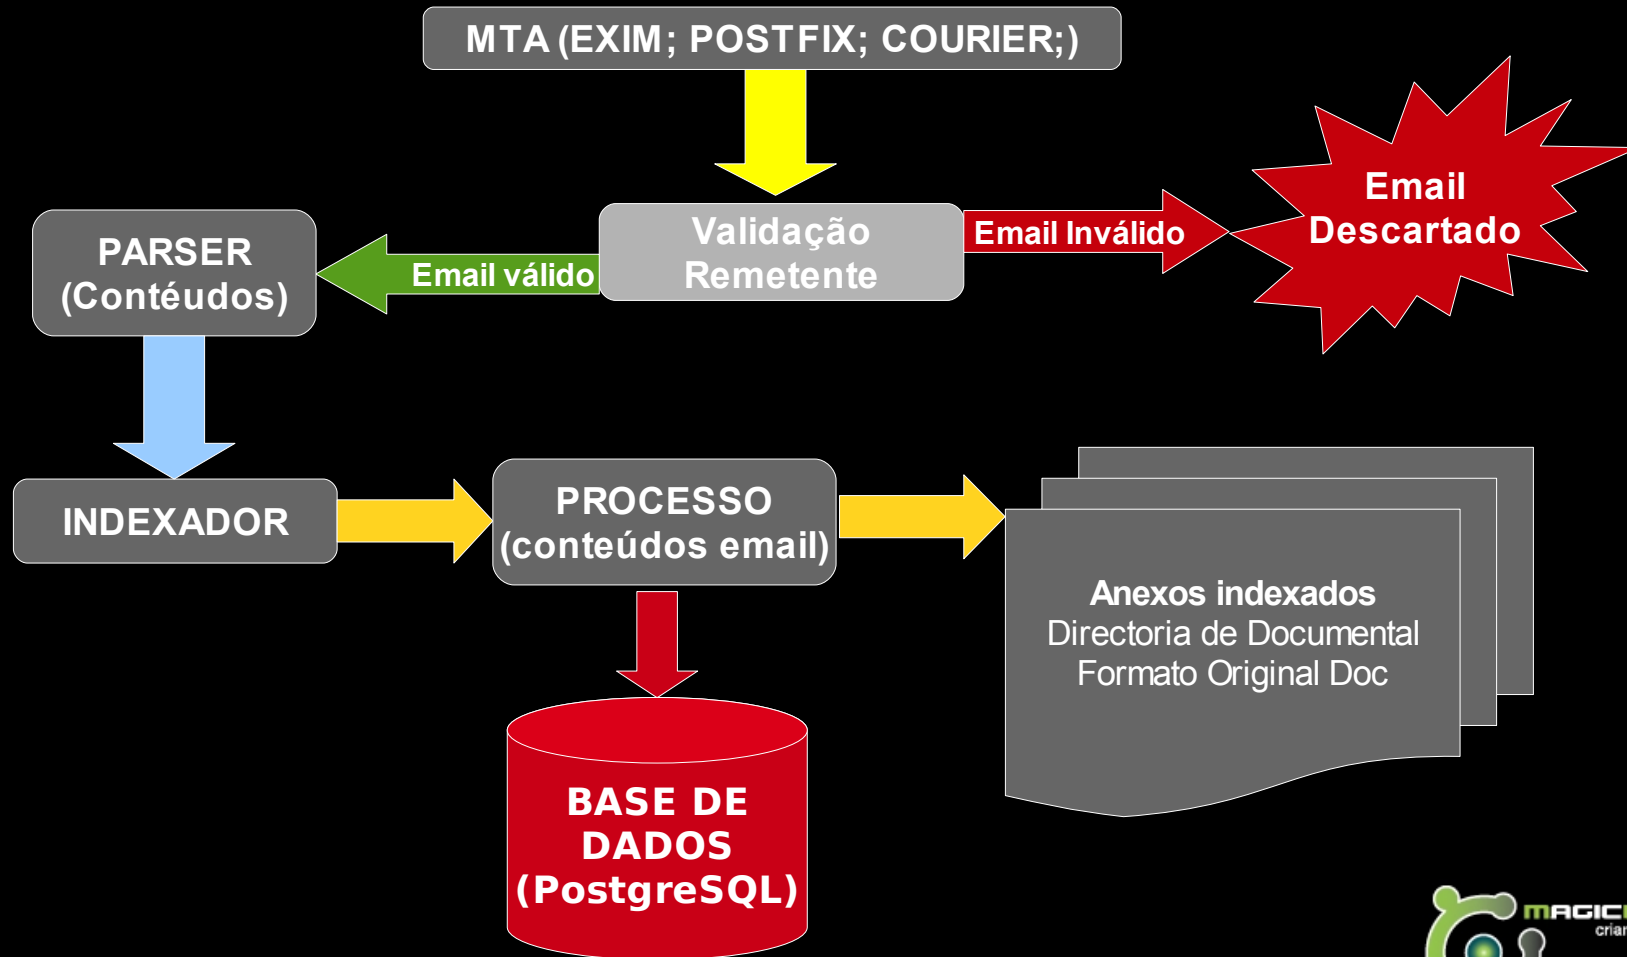 MTA (EXIM; POSTFIX; COURIER;)
Validação
Remetente
Email Inválido
Email
Descartado
Email válido
PARSER
(Contéudos)
INDEXADOR
PROCESSO
(conteúdos email)
Anexos indexados
Directoria de Documental
Formato Original Doc
BASE DE
DADOS
(PostgreSQL)